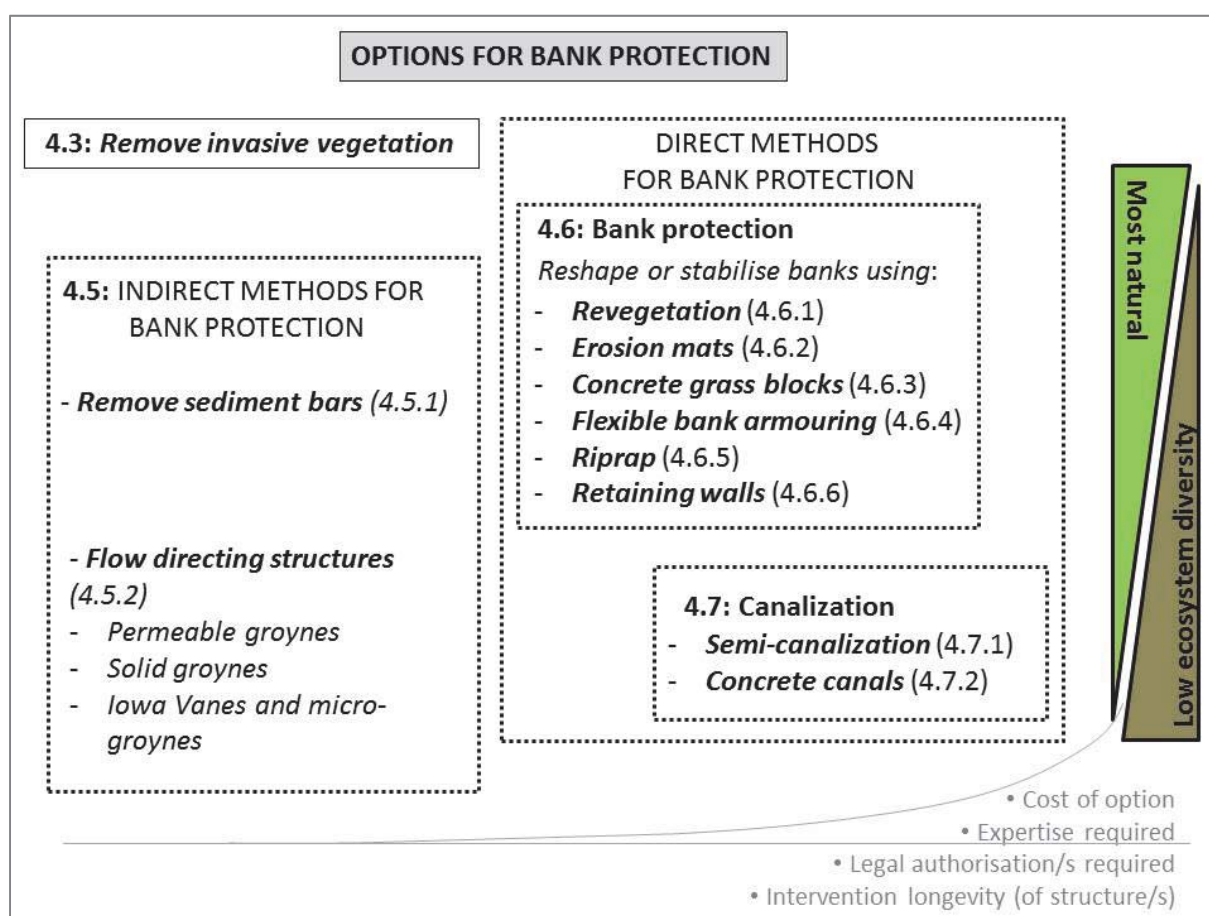 OPTIONS FOR BANK PROTECTION
4.3: Remove invasive vegetation
4.5: INDIRECT METHODS FOR
BANK PROTECTION
- Remove sediment bars (4.5.1)
- Flow directing structures
(4.5.2)
- Permeable groynes
- Solid groynes
- Iowa Vanes and micro-
groynes
DIRECT METHODS
FOR BANK PROTECTION
4.6: Bank protection
Reshape or stabilise banks using:
- Revegetation (4.6.1)
- Erosion mats (4.6.2)
- Concrete grass blocks (4.6.3)
- Flexible bank armouring (4.6.4)
- Riprap (4.6.5)
- Retaining walls (4.6.6)
4.7: Canalization
- Semi-canalization (4.7.1)
- Concrete canals (4.7.2)
Most natural
Low ecosystem diversity
• Cost of option
• Expertise required
• Legal authorisation/s required
• Intervention longevity (of structure/s)